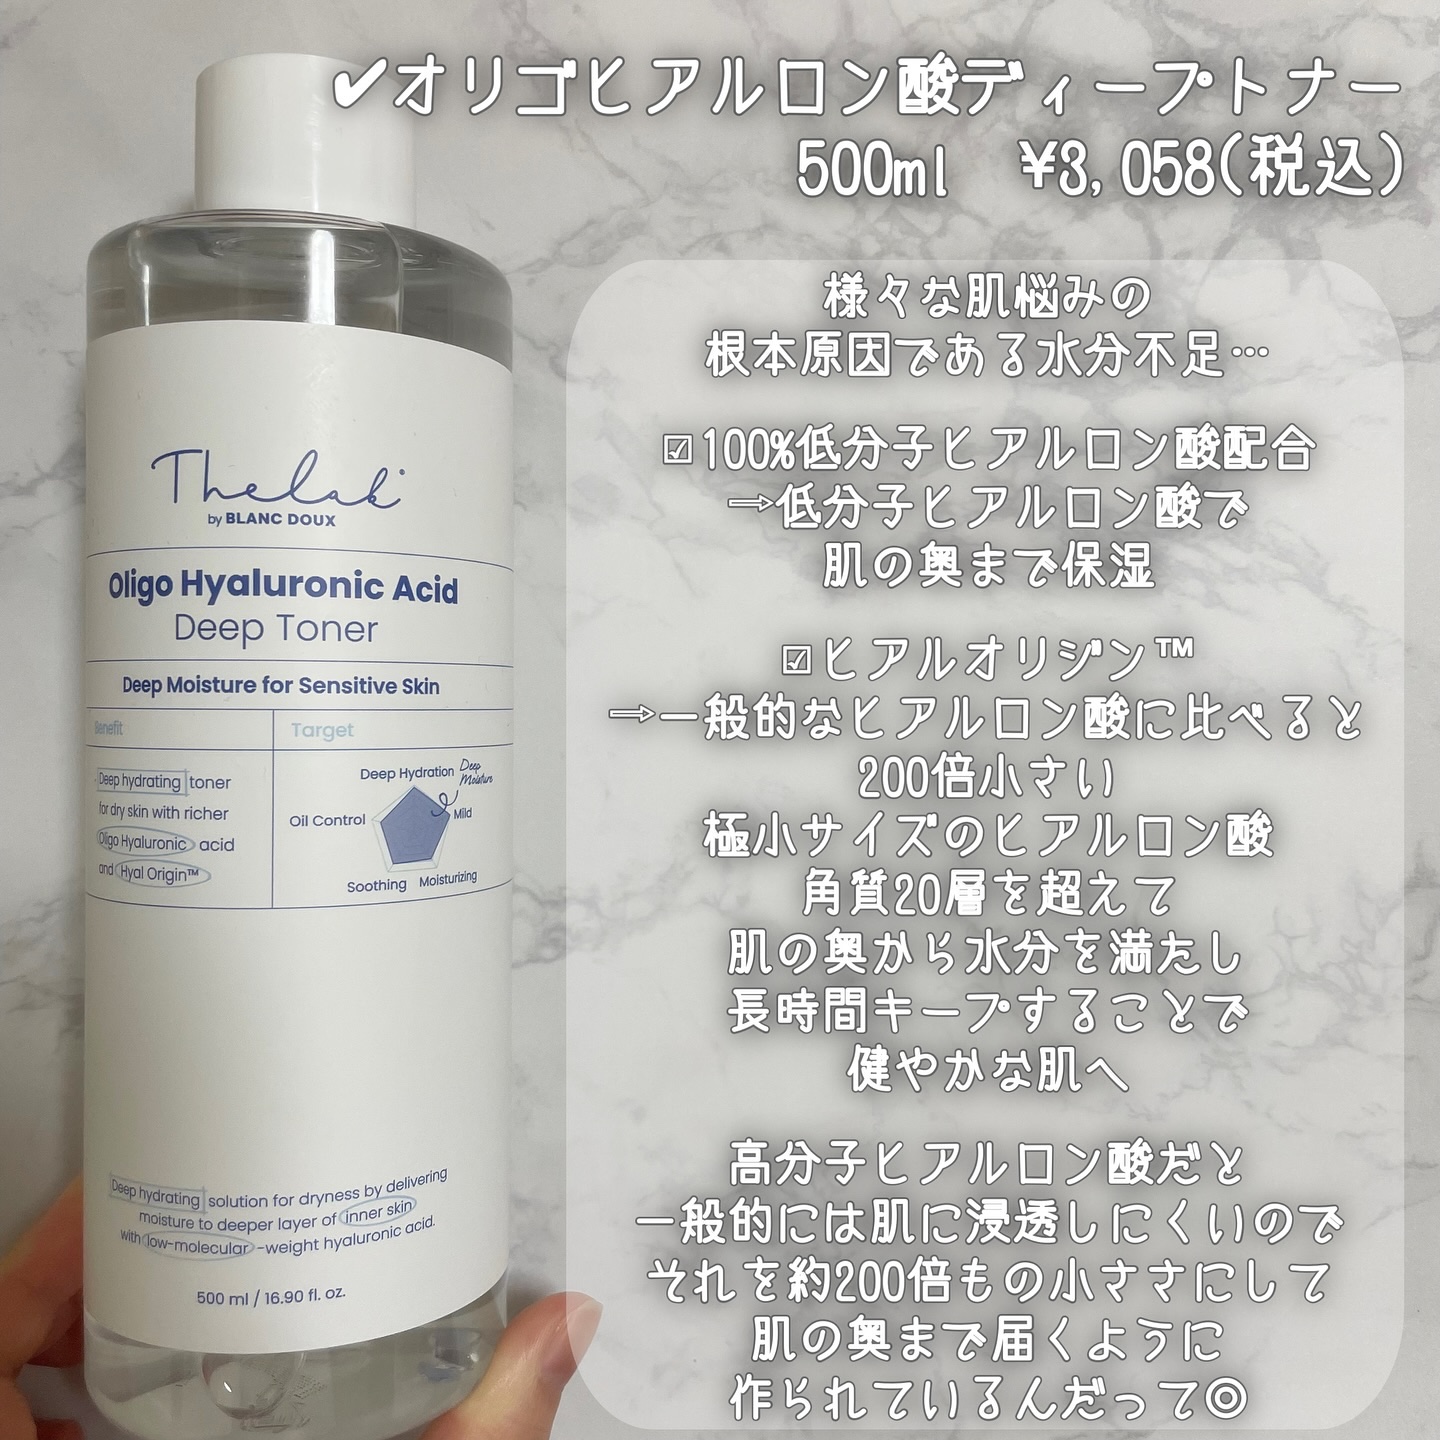 ✔オリゴヒアルロン酸ディープトナー
500ml ¥3,058(税込)
様々な肌悩みの
根本原因である水分不足…
☑100%低分子ヒアルロン酸配合
⇒低分子ヒアルロン酸で
肌の奥まで保湿
☑ヒアルオリジン™
⇒一般的なヒアルロン酸に比べると
200倍小さい
極小サイズのヒアルロン酸
角質20層を超えて
肌の奥から水分を満たし
長時間キープすることで
健やかな肌へ
高分子ヒアルロン酸だと
一般的には肌に浸透しにくいので
それを約200倍もの小ささにして
肌の奥まで届くように
作られているんだって◎
Thelab
by BLANC DOUX
Oligo Hyaluronic Acid
Deep Toner
Deep Moisture for Sensitive Skin
Benefit
Deep hydrating toner
for dry skin with richer
Oligo Hyaluronic acid
and Hyal Origin™
Target
Deep Hydration
Deep
Moisture
Oil Control
Mild
Soothing
Moisturizing
Deep hydrating solution for dryness by delivering
moisture to deeper layer of inner skin
with low-molecular-weight hyaluronic acid.
500 ml / 16.90 fl. oz.